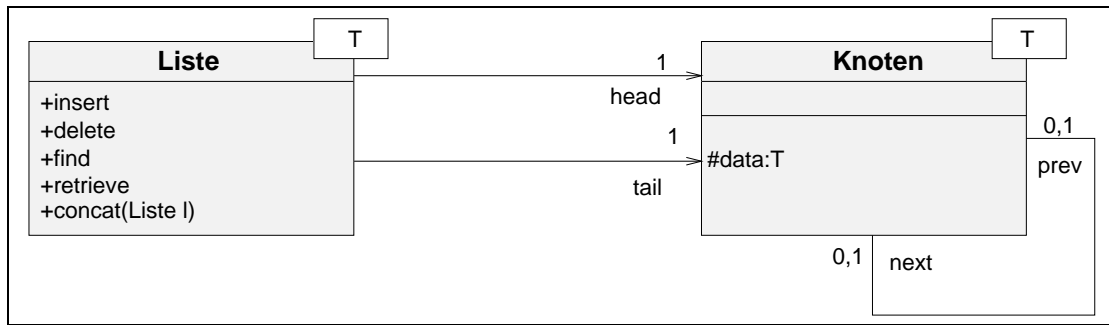 T
Liste
+insert
+delete
+find
+retrieve
+concat(Liste l)
1
head
1
tail
T
Knoten
#data:T
0,1
prev
0,1
next